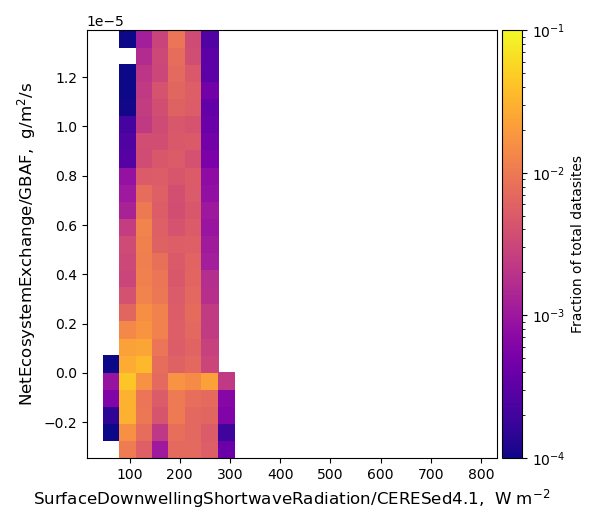 1e−5
1.2
1.0
0.8
0.6
0.4
0.2
0.0
−0.2
NetEcosystemExchange/GBAF,  g/m²/s
100 200 300 400 500 600 700 800
SurfaceDownwellingShortwaveRadiation/CERESed4.1,  W m⁻²
10⁻¹
10⁻²
10⁻³
10⁻⁴
Fraction of total datasites